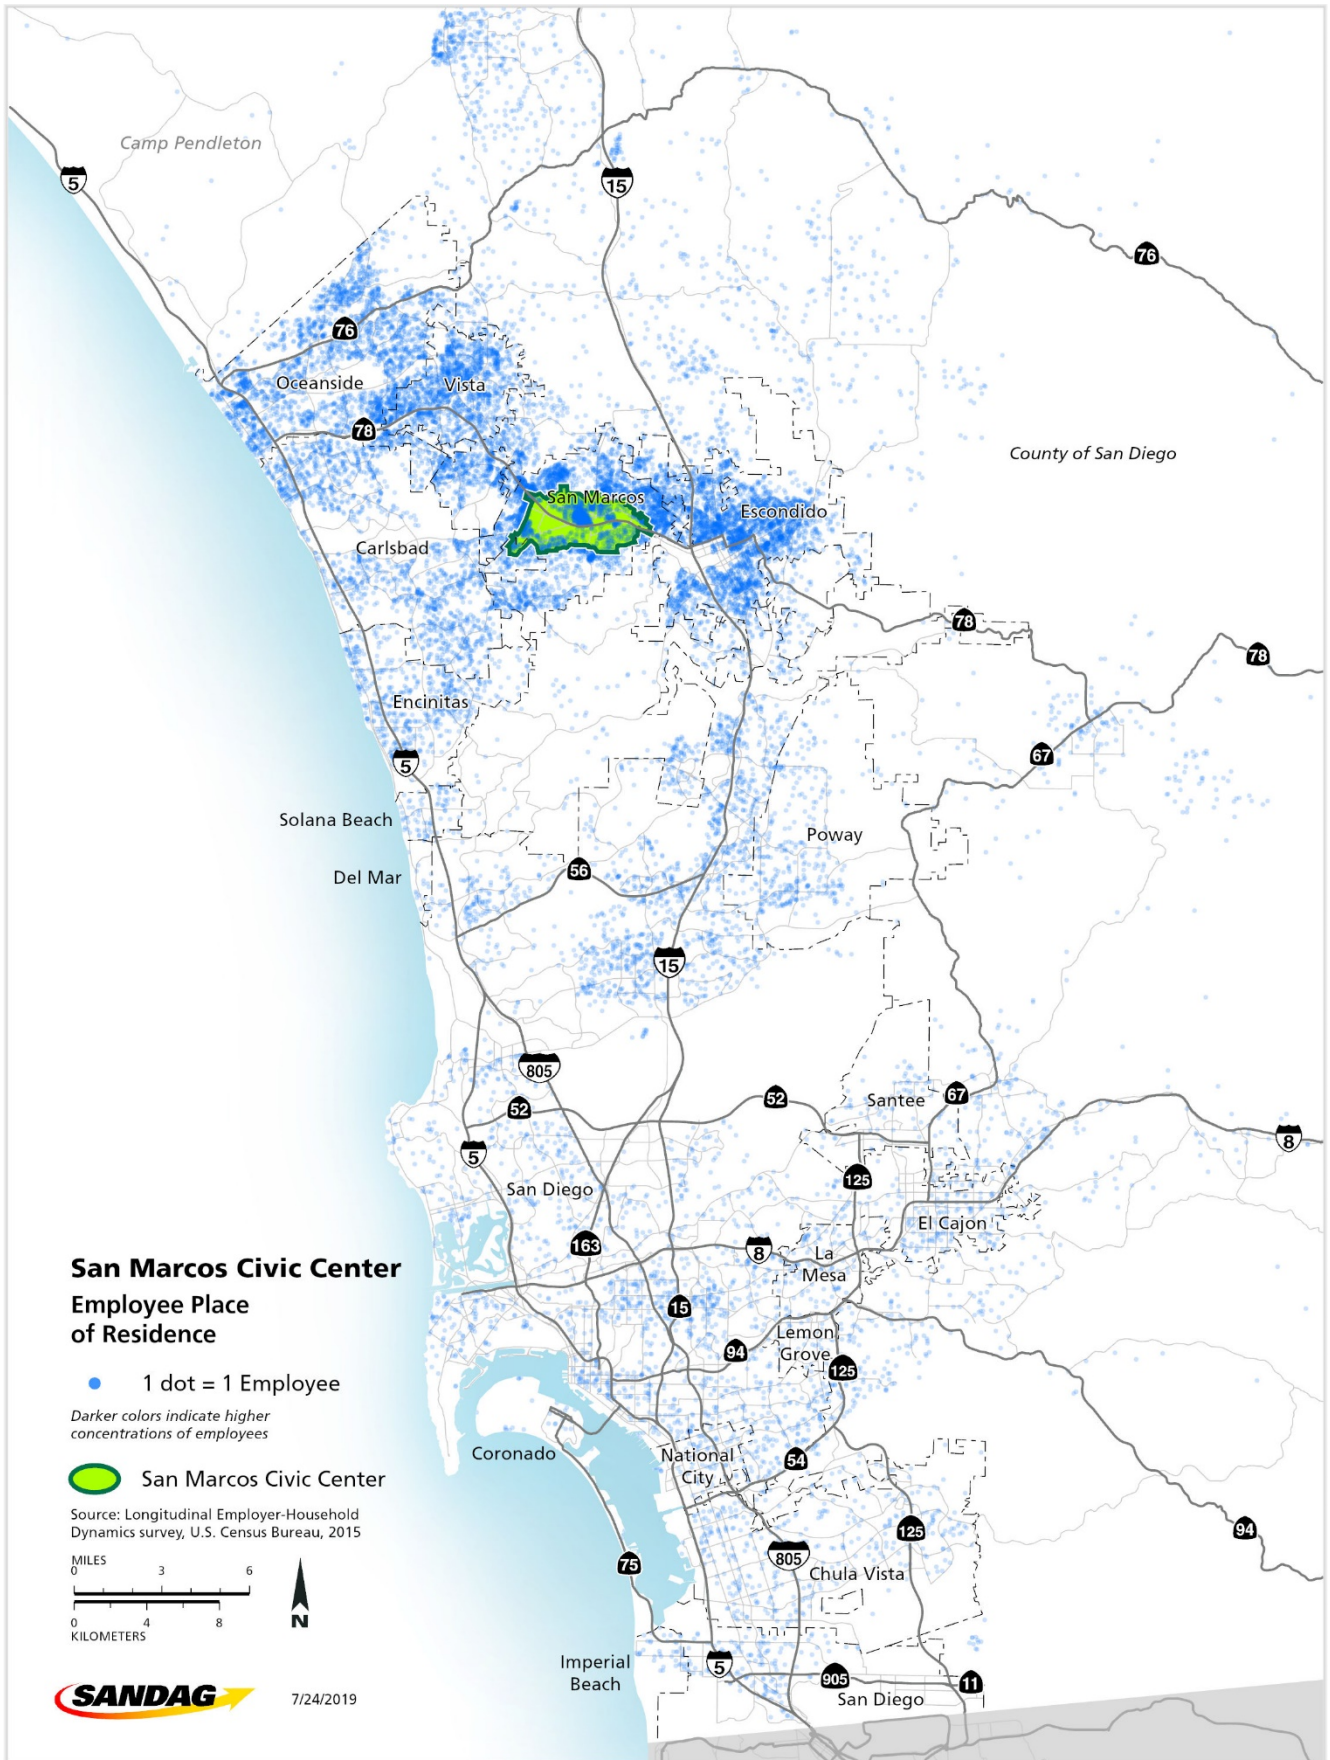 Camp Pendleton
5
15
76
76
Oceanside
Vista
78
County of San Diego
San Marcos
Escondido
Carlsbad
78
78
Encinitas
67
5
Solana Beach
Poway
56
Del Mar
15
805
52
52
Santee
67
5
8
125
San Diego
El Cajon
163
8
La
Mesa
15
94
Lemon
Grove
125
Coronado
National
City
54
125
94
75
805
Chula Vista
Imperial
Beach
5
905
11
San Diego
San Marcos Civic Center
Employee Place
of Residence
1 dot = 1 Employee
Darker colors indicate higher
concentrations of employees
San Marcos Civic Center
Source: Longitudinal Employer-Household
Dynamics survey, U.S. Census Bureau, 2015
MILES
0 3 6
0 4 8
KILOMETERS
N
SANDAG
7/24/2019